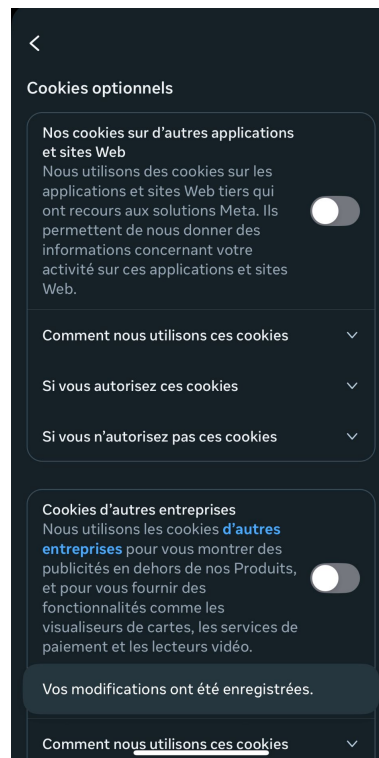 Cookies optionnels
Nos cookies sur d’autres applications
et sites Web
Nous utilisons des cookies sur les
applications et sites Web tiers qui
ont recours aux solutions Meta. Ils
permettent de nous donner des
informations concernant votre
activité sur ces applications et sites
Web.
Comment nous utilisons ces cookies
Si vous autorisez ces cookies
Si vous n’autorisez pas ces cookies
Cookies d’autres entreprises
Nous utilisons les cookies d’autres
entreprises pour vous montrer des
publicités en dehors de nos Produits,
et pour vous fournir des
fonctionnalités comme les
visualiseurs de cartes, les services de
paiement et les lecteurs vidéo.
Vos modifications ont été enregistrées.
Comment nous utilisons ces cookies